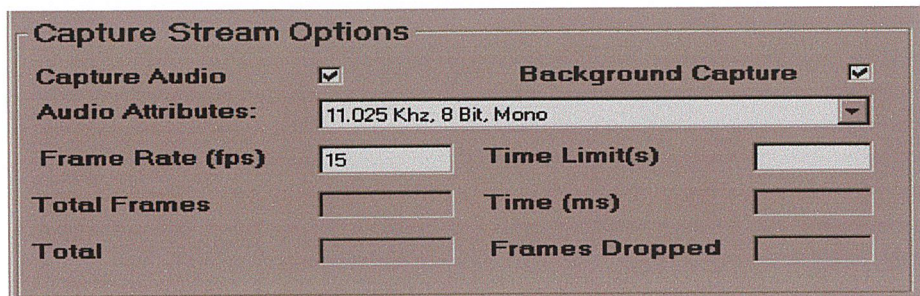 Capture Stream Options
Capture Audio Background Capture
Audio Attributes: 11.025 Khz, 8 Bit, Mono
Frame Rate (fps) 15 Time Limit(s)
Total Frames Time (ms)
Total Frames Dropped